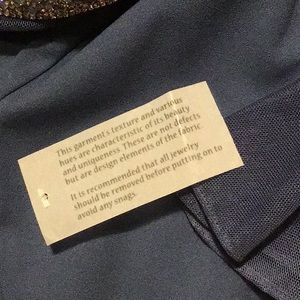 This garment's texture and various
hues are characteristic of its beauty
and uniqueness. These are not defects
but are design elements of the fabric.
It is recommended that all jewelry
should be removed before putting on to
avoid any snags.